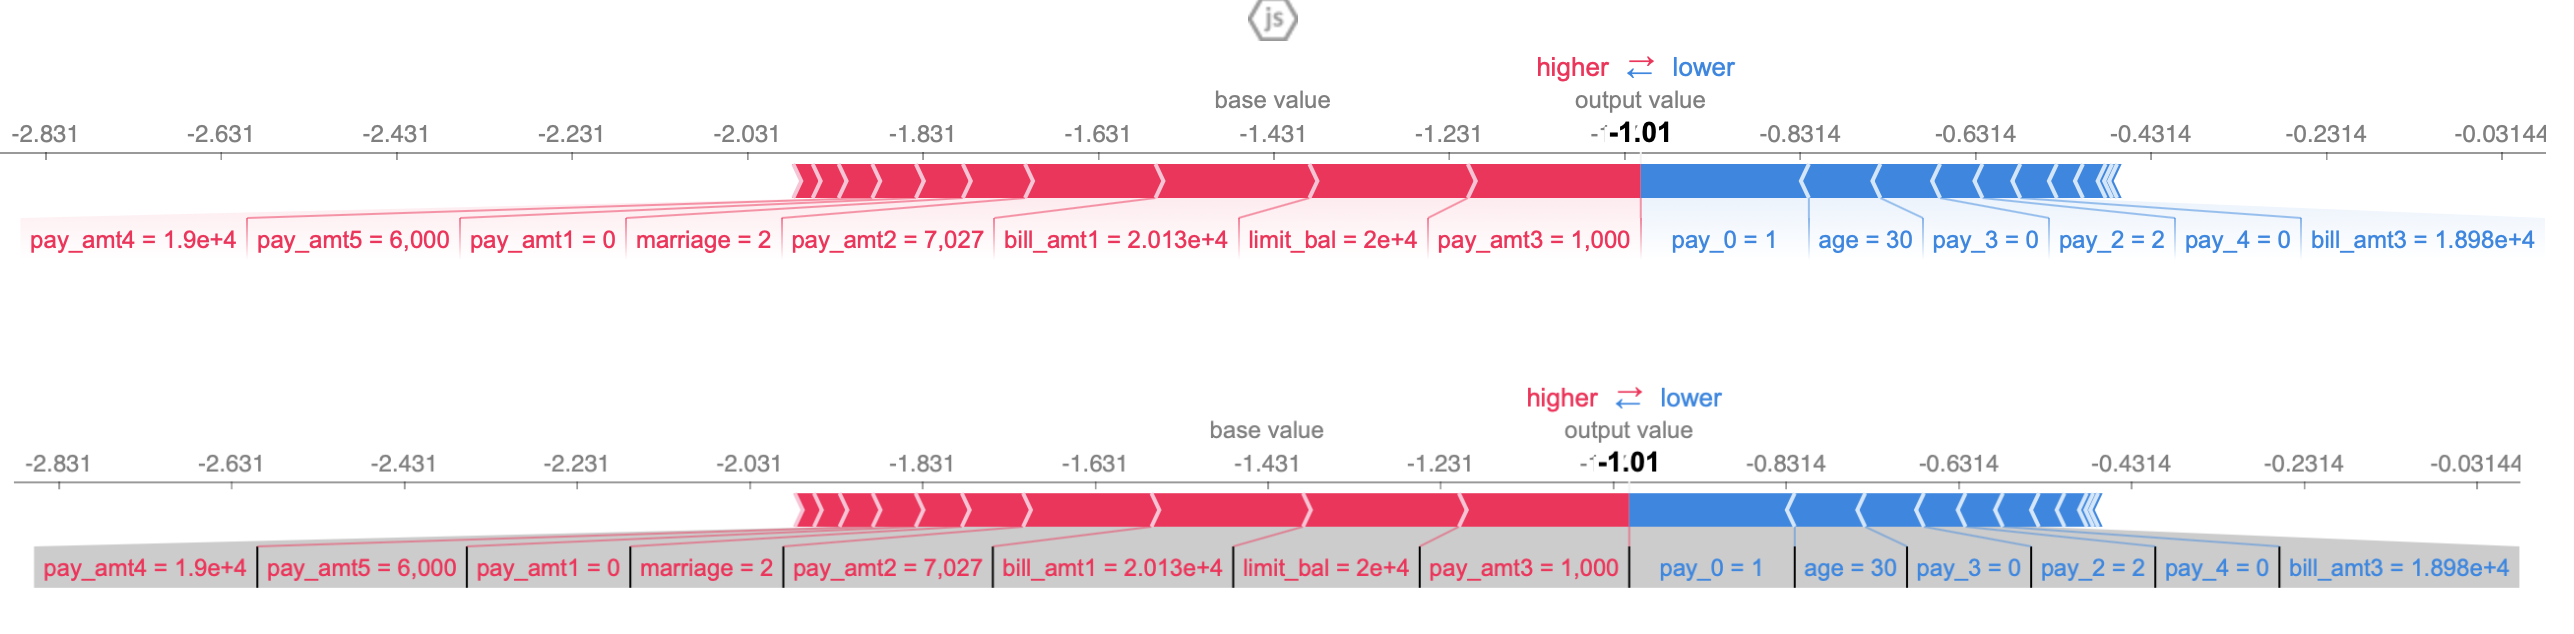 js
higher lower
base value output value
-2.831 -2.631 -2.431 -2.231 -2.031 -1.831 -1.631 -1.431 -1.231 -1.01 -0.8314 -0.6314 -0.4314 -0.2314 -0.03144
pay_amt4 = 1.9e+4 pay_amt5 = 6,000 pay_amt1 = 0 marriage = 2 pay_amt2 = 7,027 bill_amt1 = 2.013e+4 limit_bal = 2e+4 pay_amt3 = 1,000 pay_0 = 1 age = 30 pay_3 = 0 pay_2 = 2 pay_4 = 0 bill_amt3 = 1.898e+4
higher lower
base value output value
-2.831 -2.631 -2.431 -2.231 -2.031 -1.831 -1.631 -1.431 -1.231 -1.01 -0.8314 -0.6314 -0.4314 -0.2314 -0.03144
pay_amt4 = 1.9e+4 pay_amt5 = 6,000 pay_amt1 = 0 marriage = 2 pay_amt2 = 7,027 bill_amt1 = 2.013e+4 limit_bal = 2e+4 pay_amt3 = 1,000 pay_0 = 1 age = 30 pay_3 = 0 pay_2 = 2 pay_4 = 0 bill_amt3 = 1.898e+4